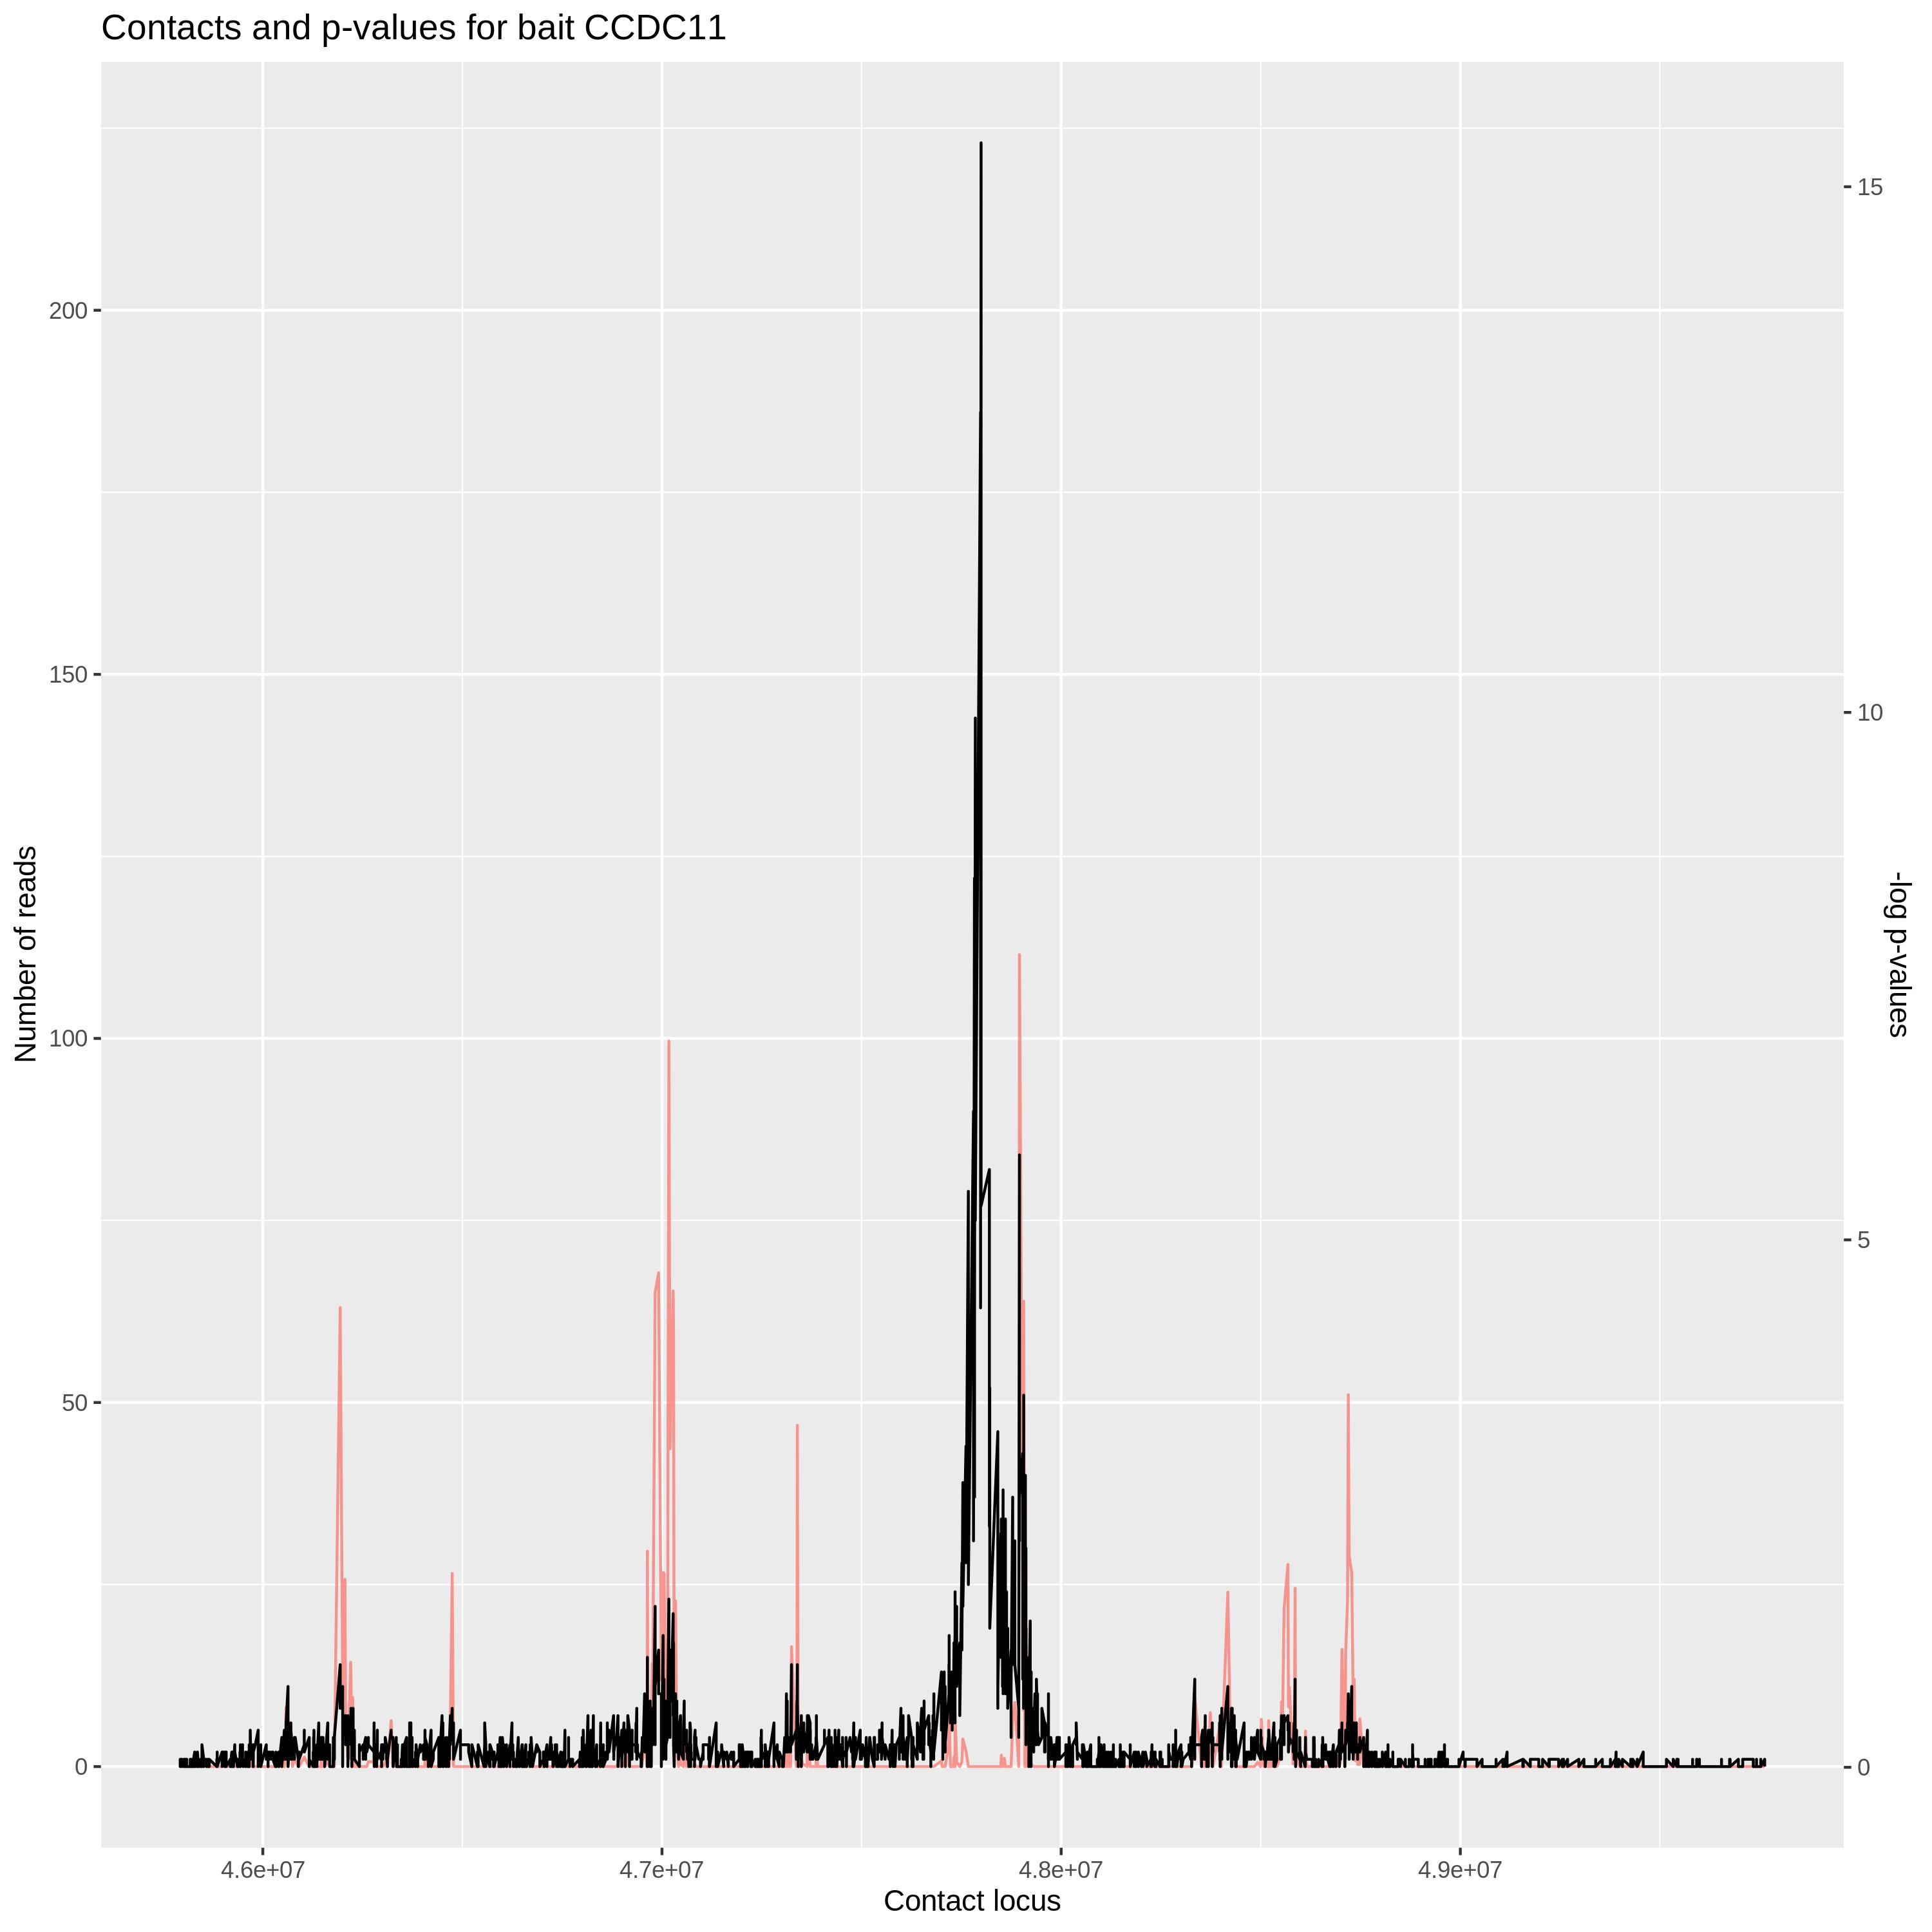 Contacts and p-values for bait CCDC11
Number of reads
200
150
100
50
0
15
10
5
0
-log p-values
4.6e+07
4.7e+07
4.8e+07
4.9e+07
Contact locus